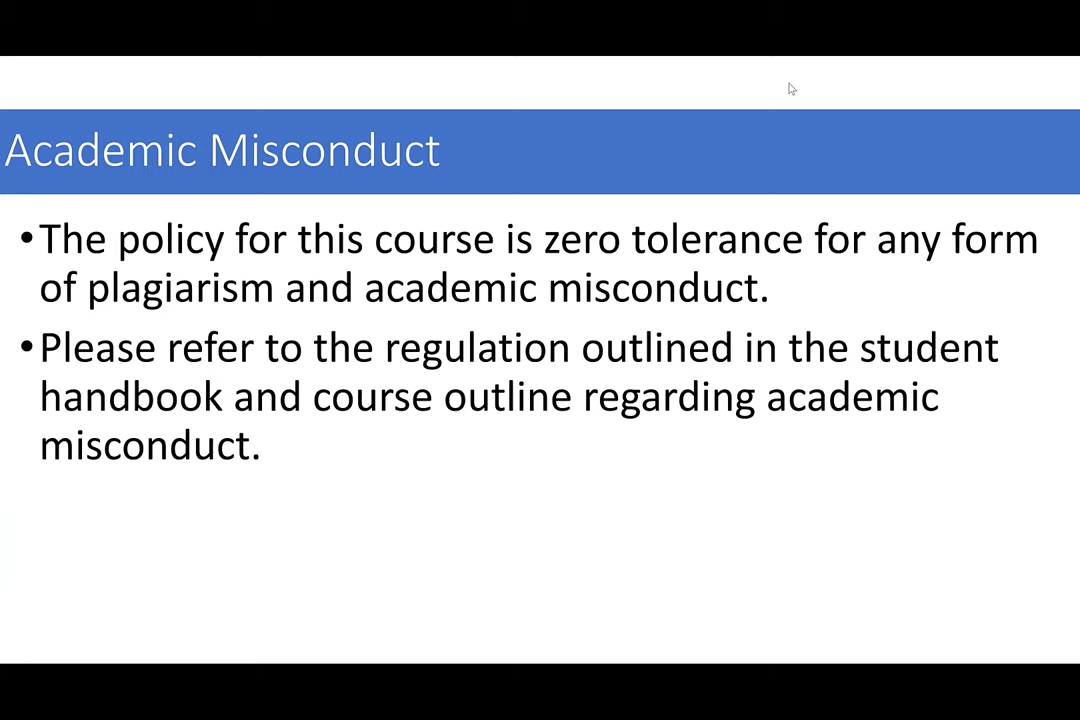 Academic Misconduct
•The policy for this course is zero tolerance for any form
of plagiarism and academic misconduct.
•Please refer to the regulation outlined in the student
handbook and course outline regarding academic
misconduct.